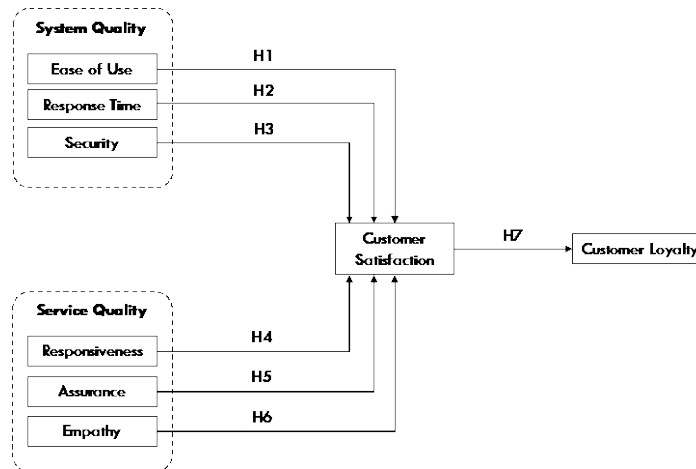 System Quality
Ease of Use
H1
Response Time
H2
Security
H3
Customer
Satisfaction
H7
Customer Loyalty
Service Quality
Responsiveness
H4
Assurance
H5
Empathy
H6